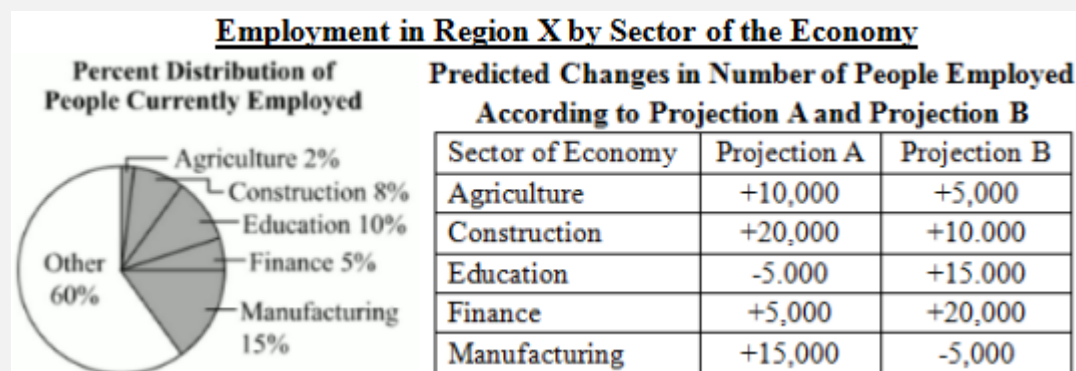 Employment in Region X by Sector of the Economy
Percent Distribution of
People Currently Employed
Agriculture 2%
Construction 8%
Education 10%
Finance 5%
Manufacturing
15%
Other
60%
Predicted Changes in Number of People Employed
According to Projection A and Projection B
Sector of Economy Projection A Projection B
Agriculture +10,000 +5,000
Construction +20,000 +10.000
Education -5.000 +15.000
Finance +5,000 +20,000
Manufacturing +15,000 -5,000